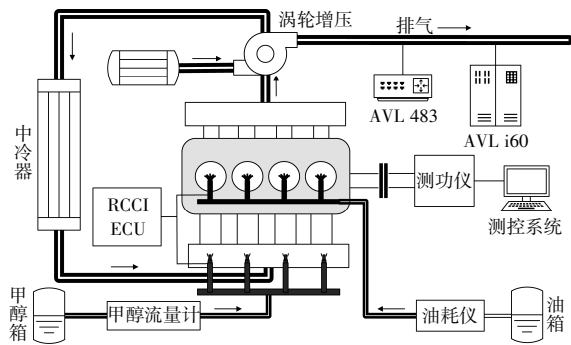 涡轮增压
排气
AVL 483
AVL i60
中冷器
RCCI
ECU
测功仪
测控系统
甲醇箱
甲醇流量计
油耗仪
油箱